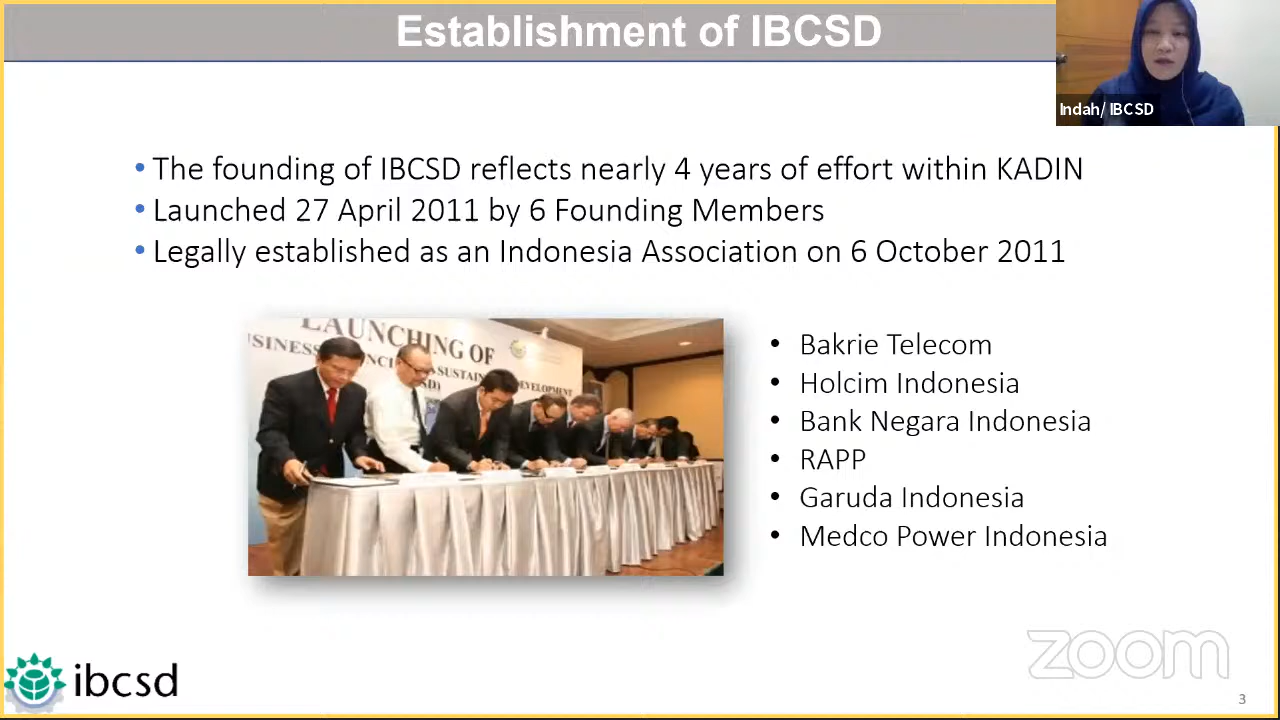 Establishment of IBCSD
Indah/ IBCSD
• The founding of IBCSD reflects nearly 4 years of effort within KADIN
• Launched 27 April 2011 by 6 Founding Members
• Legally established as an Indonesia Association on 6 October 2011
LAUNCHING OF
• Bakrie Telecom
• Holcim Indonesia
• Bank Negara Indonesia
• RAPP
• Garuda Indonesia
• Medco Power Indonesia
ibcsd
zoom
3